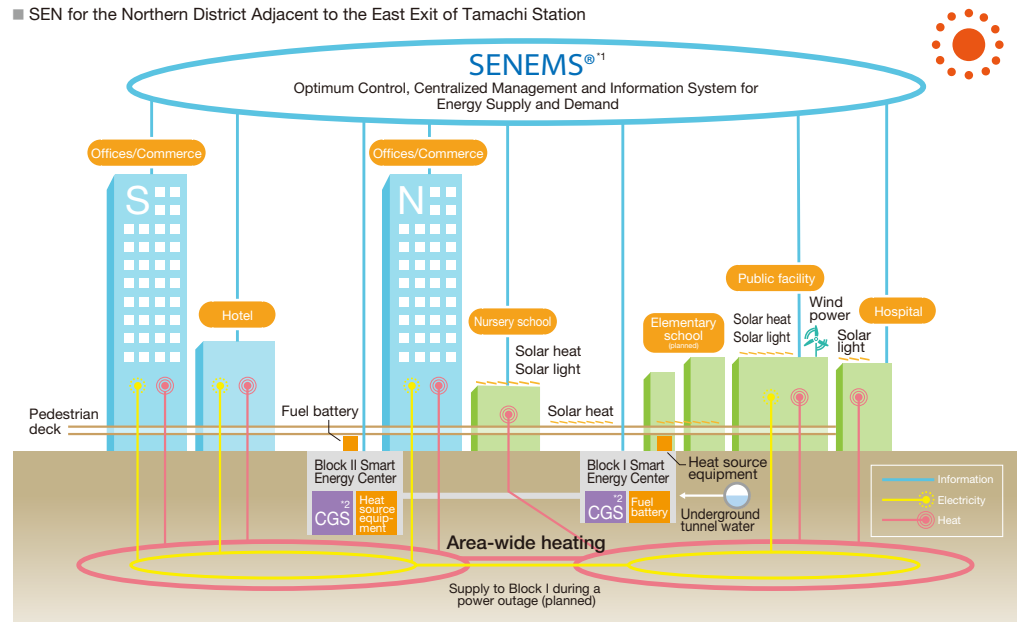 ■ SEN for the Northern District Adjacent to the East Exit of Tamachi Station
SENEMS®*1
Optimum Control, Centralized Management and Information System for
Energy Supply and Demand
Offices/Commerce
Offices/Commerce
S
N
Public facility
Hotel
Nursery school
Elementary
school
(planned)
Solar heat
Solar light
Wind
power
Hospital
Solar
light
Solar heat
Solar light
Pedestrian
deck
Fuel battery
Solar heat
Block II Smart
Energy Center
*2
CGS
Heat
source
equip-
ment
Block I Smart
Energy Center
*2
CGS
Fuel
battery
Heat source
equipment
Underground
tunnel water
Information
Electricity
Heat
Area-wide heating
Supply to Block I during a
power outage (planned)